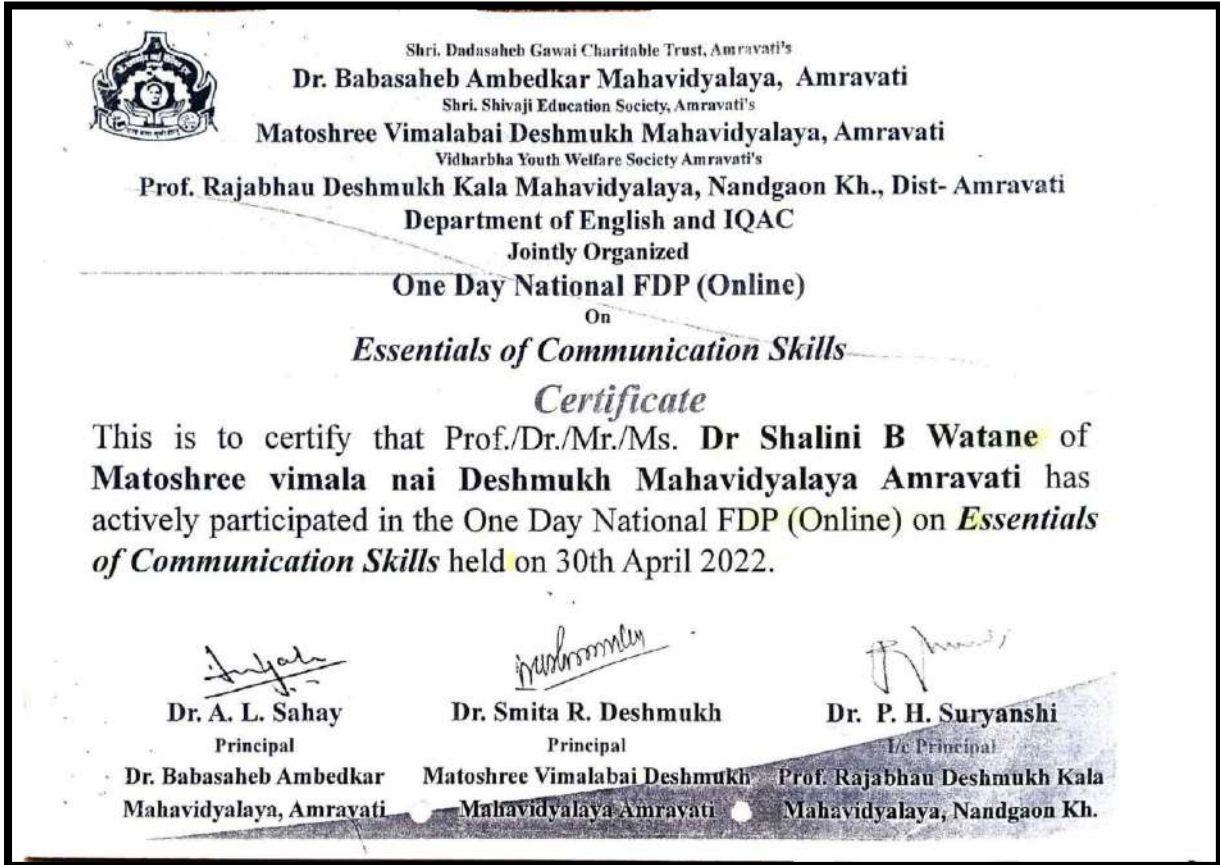 Shri. Dadasaheb Gawai Charitable Trust, Amravati's
Dr. Babasaheb Ambedkar Mahavidyalaya, Amravati
Shri. Shivaji Education Society, Amravati's
Matoshree Vimalabai Deshmukh Mahavidyalaya, Amravati
Vidharbha Youth Welfare Society Amravati's
Prof. Rajabhau Deshmukh Kala Mahavidyalaya, Nandgaon Kh., Dist- Amravati
Department of English and IQAC
Jointly Organized
One Day National FDP (Online)
On
Essentials of Communication Skills
Certificate
This is to certify that Prof./Dr./Mr./Ms. Dr Shalini B Watane of
Matoshree vimala nai Deshmukh Mahavidyalaya Amravati has
actively participated in the One Day National FDP (Online) on Essentials
of Communication Skills held on 30th April 2022.
Dr. A. L. Sahay
Principal
Dr. Babasaheb Ambedkar
Mahavidyalaya, Amravati
Dr. Smita R. Deshmukh
Principal
Matoshree Vimalabai Deshmukh
Mahavidyalaya Amravati
Dr. P. H. Suryanshi
I/c Principal
Prof. Rajabhau Deshmukh Kala
Mahavidyalaya, Nandgaon Kh.